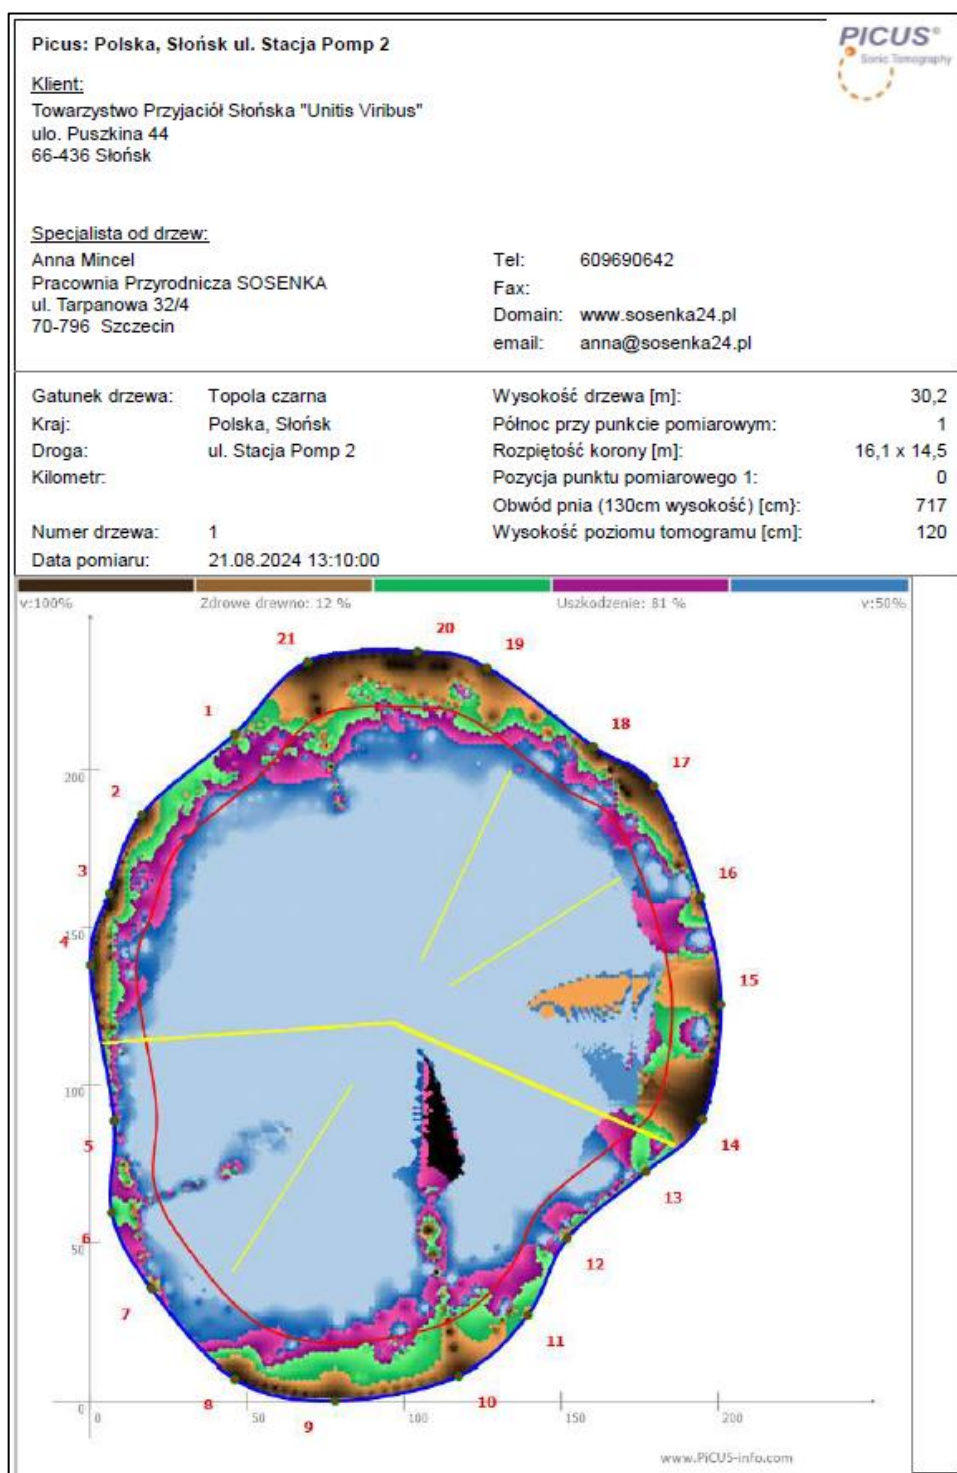 Picus: Polska, Słońsk ul. Stacja Pomp 2
PICUS®
Sonic Tomography
Klient:
Towarzystwo Przyjaciół Słońska "Unitis Viribus"
ulo. Puszkina 44
66-436 Słońsk
Specjalista od drzew:
Anna Mincel
Pracownia Przyrodnicza SOSENKA
ul. Tarpanowa 32/4
70-796 Szczecin
Tel: 609690642
Fax:
Domain: www.sosenka24.pl
email: anna@sosenka24.pl
Gatunek drzewa: Topola czarna
Kraj: Polska, Słońsk
Droga: ul. Stacja Pomp 2
Kilometr:
Numer drzewa: 1
Data pomiaru: 21.08.2024 13:10:00
Wysokość drzewa [m]: 30,2
Północ przy punkcie pomiarowym: 1
Rozpiętość korony [m]: 16,1 x 14,5
Pozycja punktu pomiarowego 1: 0
Obwód pnia (130cm wysokość) [cm}: 717
Wysokość poziomu tomogramu [cm]: 120
v:100% Zdrowe drewno: 12 % Uszkodzenie: 81 % v:50%
21 20 19
1 18
17
200
2
3 16
4 150
15
100
5 14
13
6 50 12
7 11
8 10
9
0 0 50 100 150 200
www.PiCUS-info.com